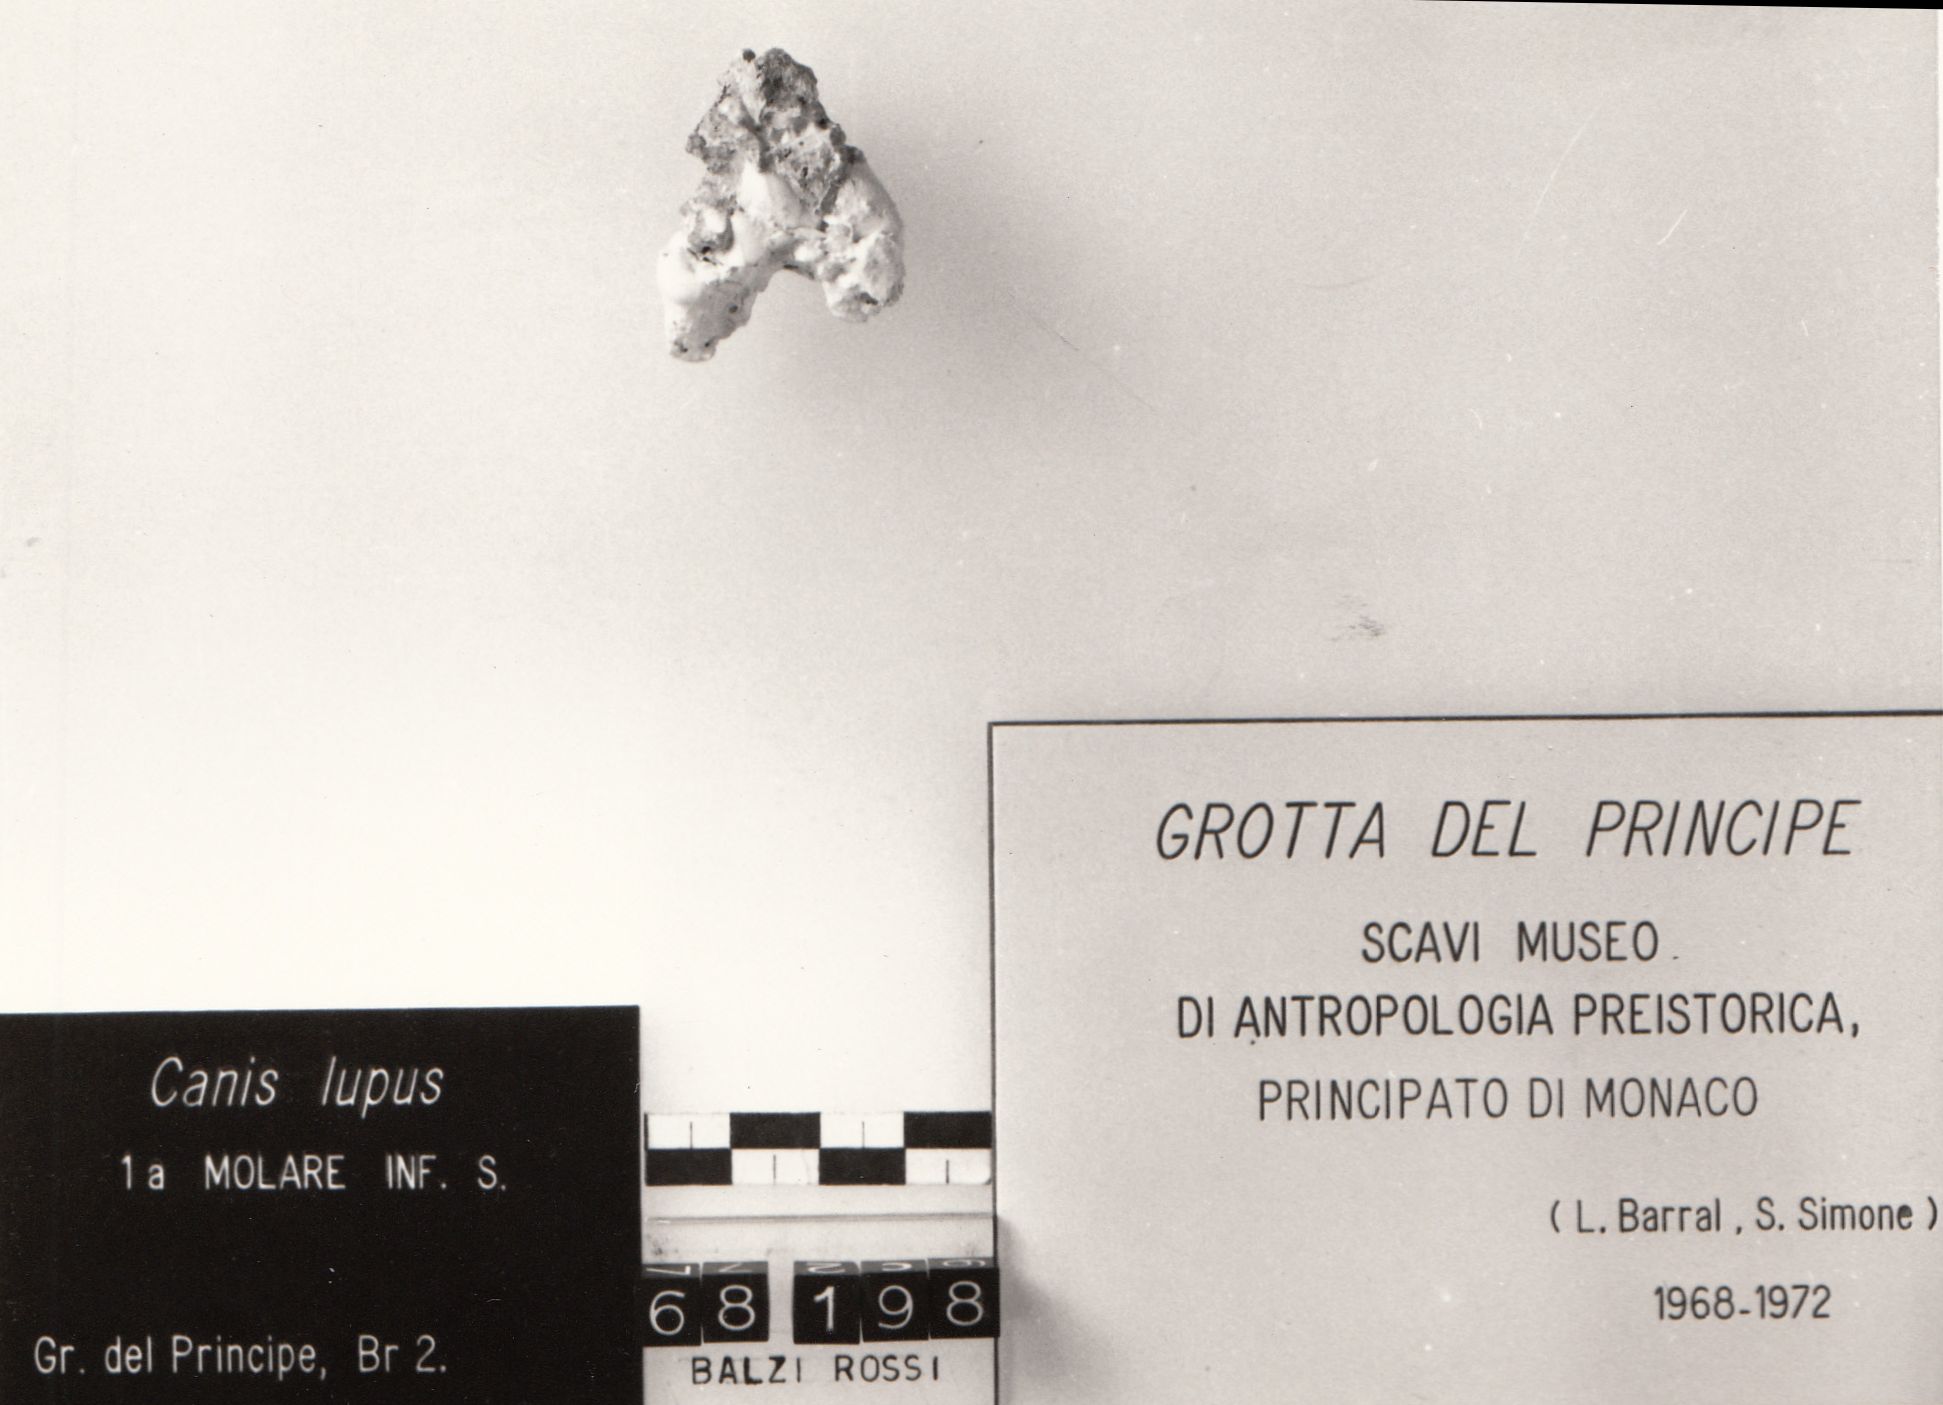 GROTTA DEL PRINCIPE
SCAVI MUSEO
DI ANTROPOLOGIA PREISTORICA,
PRINCIPATO DI MONACO
( L. Barral , S. Simone )
1968-1972
Canis lupus
1a MOLARE INF. S.
Gr. del Principe, Br 2.
68 198
BALZI ROSSI